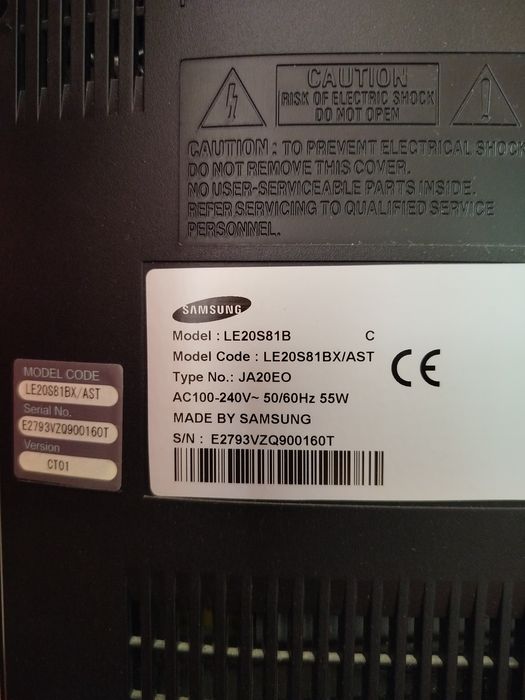 CAUTION
RISK OF ELECTRIC SHOCK
DO NOT OPEN
CAUTION : TO PREVENT ELECTRICAL SHOCK
DO NOT REMOVE THIS COVER.
NO USER-SERVICEABLE PARTS INSIDE.
REFER SERVICING TO QUALIFIED SERVICE
PERSONNEL.
SAMSUNG
Model : LE20S81B C
Model Code : LE20S81BX/AST
Type No.: JA20EO
AC100-240V~ 50/60Hz 55W
MADE BY SAMSUNG
S/N : E2793VZQ900160T
CE
MODEL CODE
LE20S81BX/AST
Serial No.
E2793VZQ900160T
Version
CT01